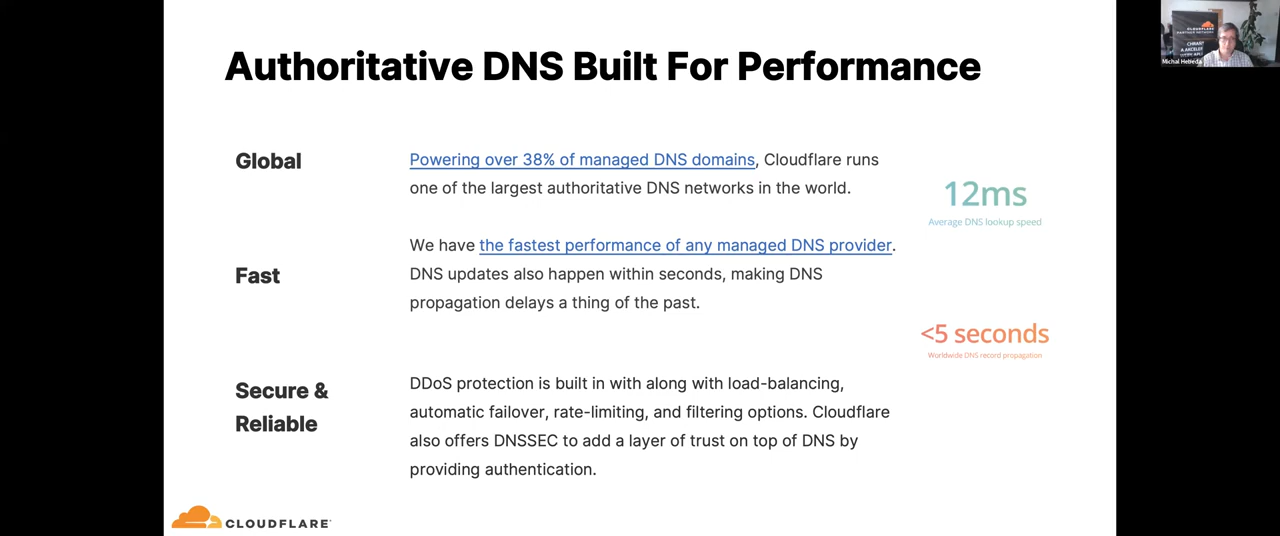 Authoritative DNS Built For Performance
Global
Powering over 38% of managed DNS domains, Cloudflare runs
one of the largest authoritative DNS networks in the world.
12ms
Average DNS lookup speed
Fast
We have the fastest performance of any managed DNS provider.
DNS updates also happen within seconds, making DNS
propagation delays a thing of the past.
<5 seconds
Worldwide DNS record propagation
Secure &
Reliable
DDoS protection is built in with along with load-balancing,
automatic failover, rate-limiting, and filtering options. Cloudflare
also offers DNSSEC to add a layer of trust on top of DNS by
providing authentication.
CLOUDFLARE
CLOUDFLARE
PARTNER NETWORK
Michal Hebeda